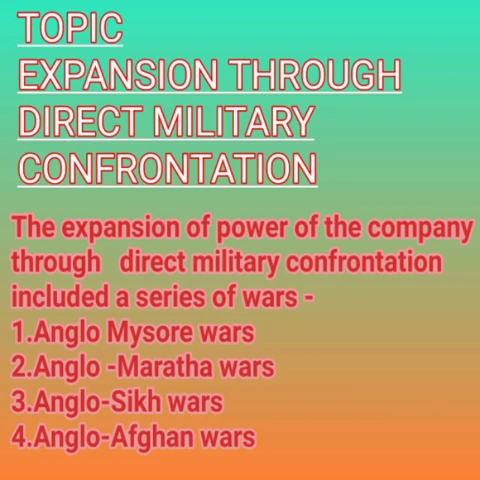 TOPIC
EXPANSION THROUGH
DIRECT MILITARY
CONFRONTATION
The expansion of power of the company
through direct military confrontation
included a series of wars -
1.Anglo Mysore wars
2.Anglo -Maratha wars
3.Anglo-Sikh wars
4.Anglo-Afghan wars